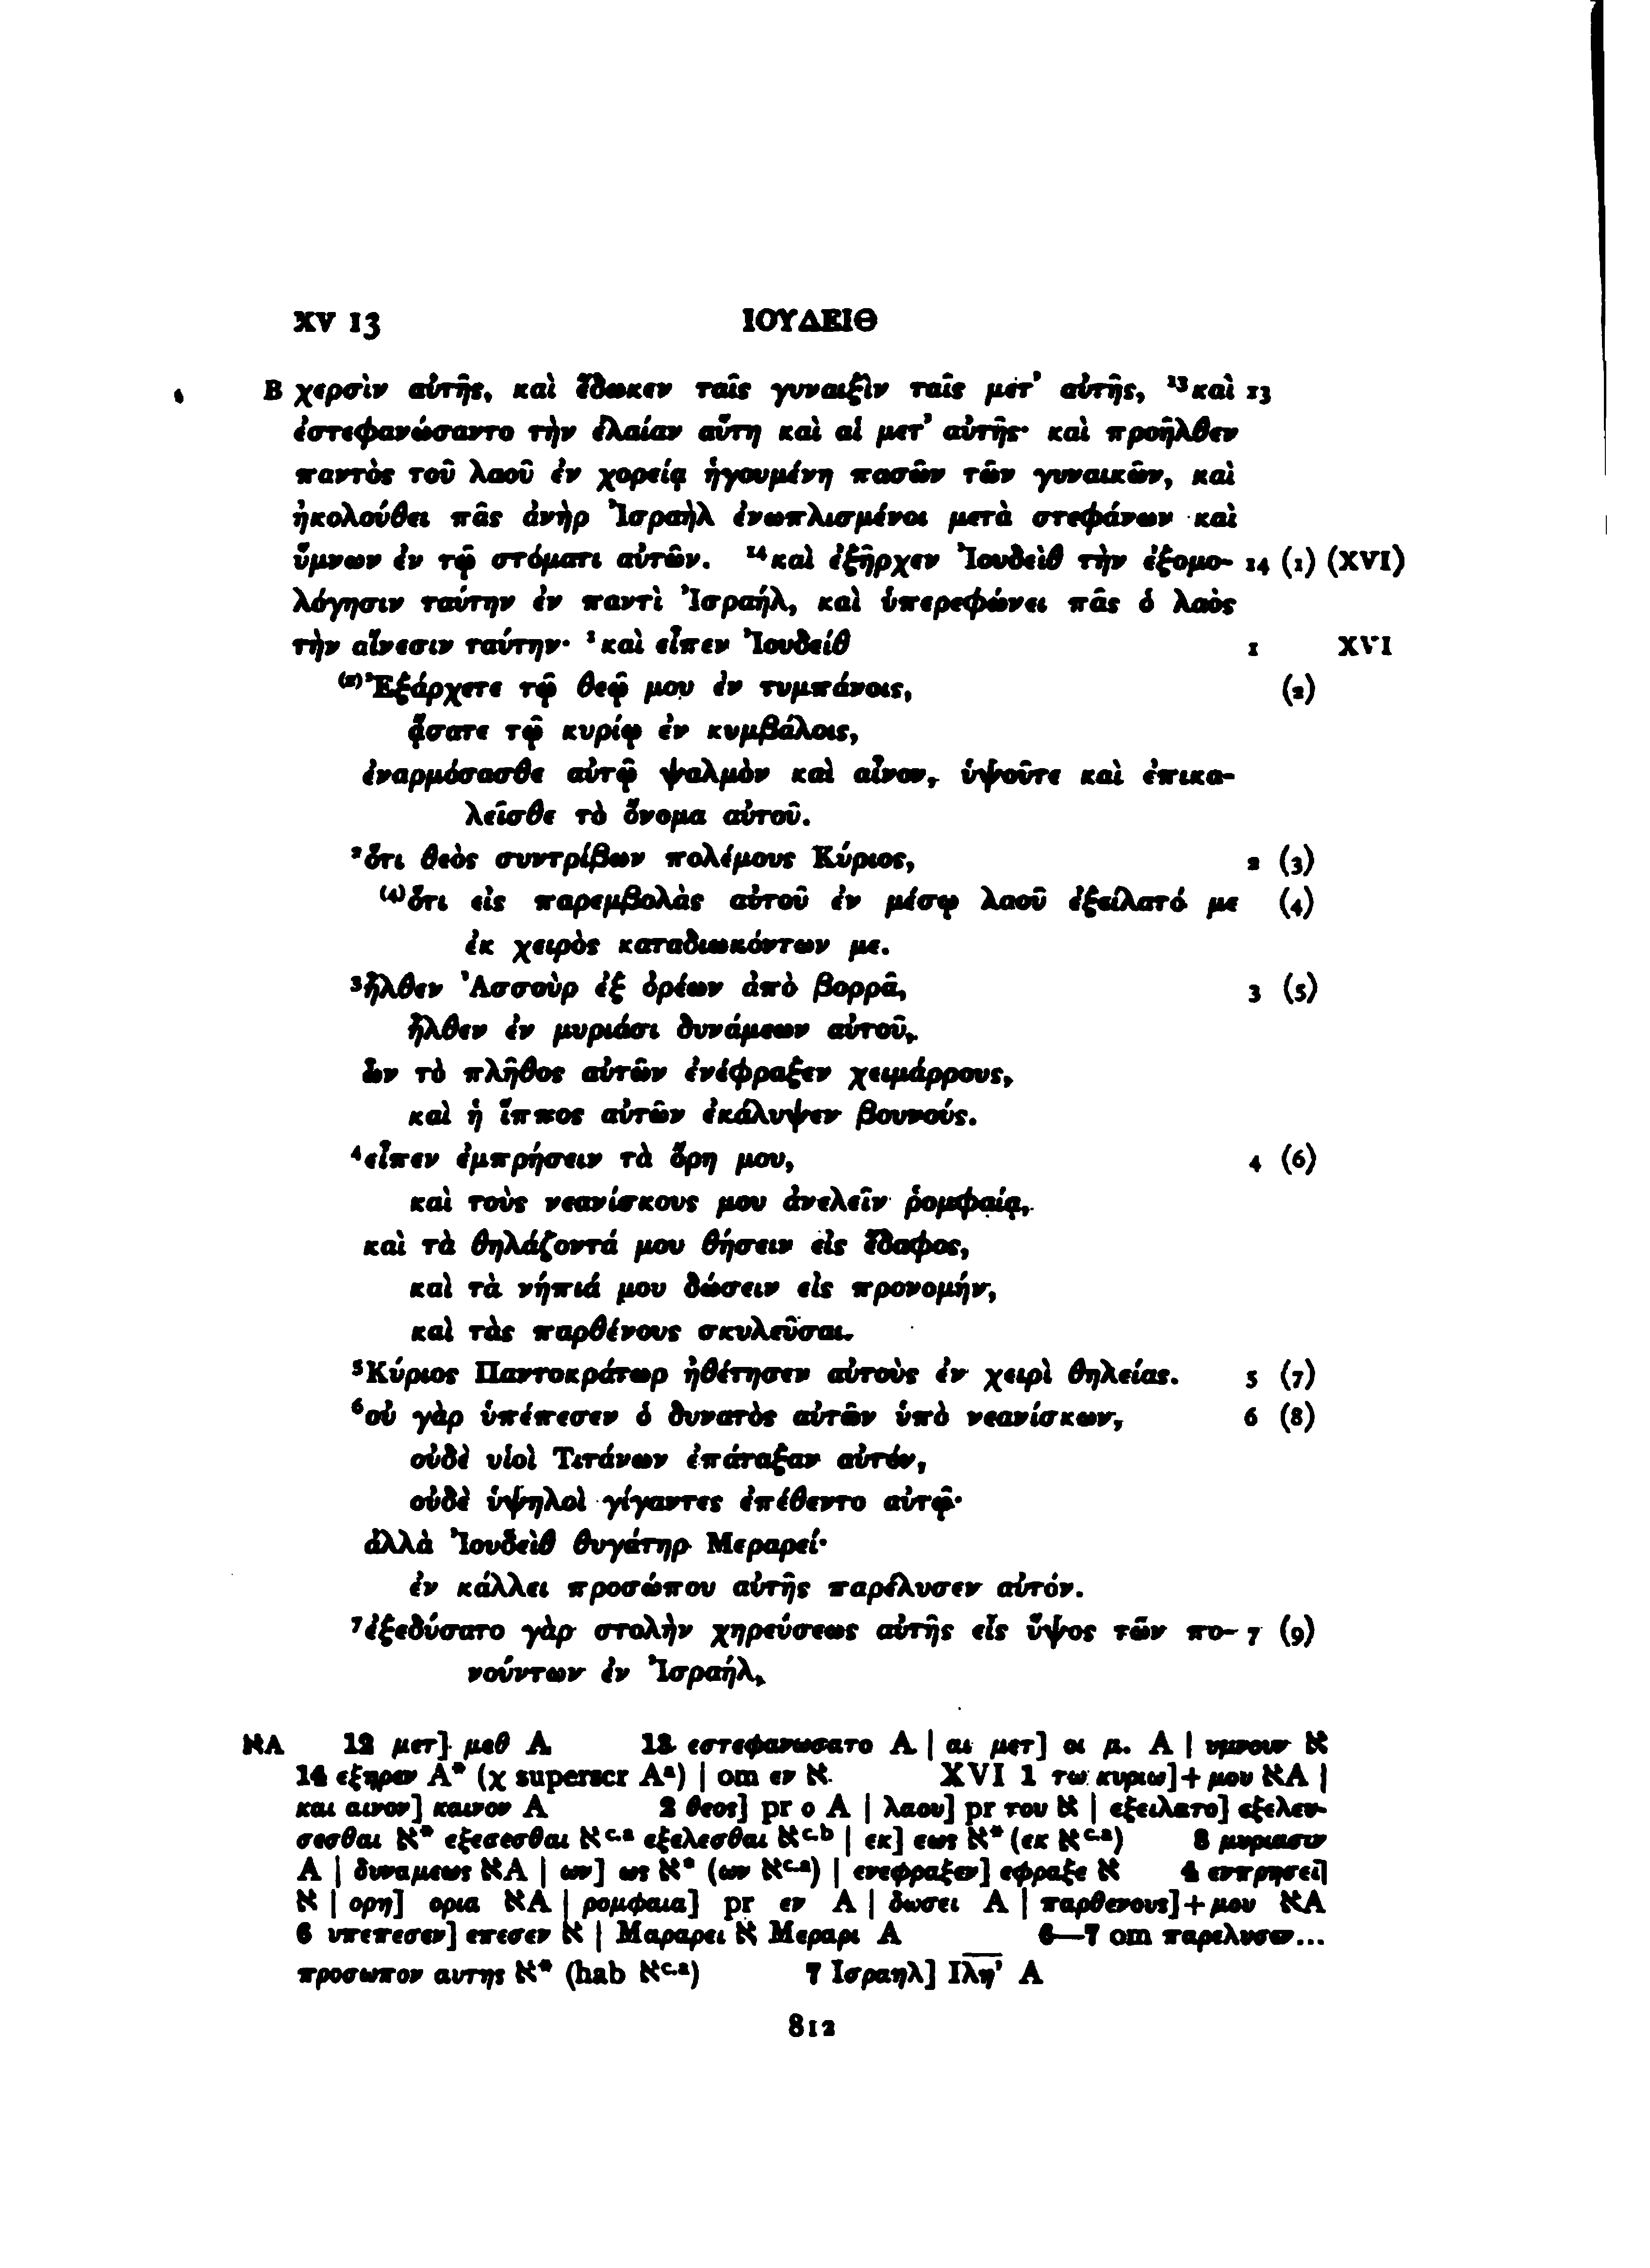 XV 13 ΙΟΥΔΕΙΘ
B χερσὶν αὐτῆς, καὶ ἔδωκεν ταῖς γυναιξὶν ταῖς μετ᾽ αὐτῆς, ¹³καὶ 13
ἐστεφανώσαντο τὴν ἐλαίαν αὕτη καὶ αἱ μετ᾽ αὐτῆς· καὶ προῆλθεν
παντὸς τοῦ λαοῦ ἐν χορείᾳ ἡγουμένη πασῶν τῶν γυναικῶν, καὶ
ἠκολούθει πᾶς ἀνὴρ Ἰσραὴλ ἐνωπλισμένοι μετὰ στεφάνων καὶ
ὕμνων ἐν τῷ στόματι αὐτῶν. ¹⁴καὶ ἐξῆρχεν Ἰουδεὶθ τὴν ἐξομο- 14 (1) (XVI)
λόγησιν ταύτην ἐν παντὶ Ἰσραήλ, καὶ ὑπερεφώνει πᾶς ὁ λαὸς
τὴν αἴνεσιν ταύτην· ¹καὶ εἶπεν Ἰουδείθ 1 XVI
⁽²⁾Ἐξάρχετε τῷ θεῷ μου ἐν τυμπάνοις, (2)
ᾄσατε τῷ κυρίῳ ἐν κυμβάλοις,
ἐναρμόσασθε αὐτῷ ψαλμὸν καὶ αἶνον, ὑψοῦτε καὶ ἐπικα-
λεῖσθε τὸ ὄνομα αὐτοῦ.
²ὅτι θεὸς συντρίβων πολέμους Κύριος, 2 (3)
⁽⁴⁾ὅτι εἰς παρεμβολὰς αὐτοῦ ἐν μέσῳ λαοῦ ἐξείλατό με (4)
ἐκ χειρὸς καταδιωκόντων με.
³ἦλθεν Ἀσσοὺρ ἐξ ὀρέων ἀπὸ βορρᾶ, 3 (5)
ἦλθεν ἐν μυριάσι δυνάμεων αὐτοῦ,
ὧν τὸ πλῆθος αὐτῶν ἐνέφραξεν χειμάρρους,
καὶ ἡ ἵππος αὐτῶν ἐκάλυψεν βουνούς.
⁴εἶπεν ἐμπρήσειν τὰ ὄρη μου, 4 (6)
καὶ τοὺς νεανίσκους μου ἀνελεῖν ῥομφαίᾳ,
καὶ τὰ θηλάζοντά μου θήσειν εἰς ἔδαφος,
καὶ τὰ νήπιά μου δώσειν εἰς προνομήν,
καὶ τὰς παρθένους σκυλεῦσαι.
⁵Κύριος Παντοκράτωρ ἠθέτησεν αὐτοὺς ἐν χειρὶ θηλείας. 5 (7)
⁶οὐ γὰρ ὑπέπεσεν ὁ δυνατὸς αὐτῶν ὑπὸ νεανίσκων, 6 (8)
οὐδὲ υἱοὶ Τιτάνων ἐπάταξαν αὐτόν,
οὐδὲ ὑψηλοὶ γίγαντες ἐπέθεντο αὐτῷ·
ἀλλὰ Ἰουδεὶθ θυγάτηρ Μεραρεί·
ἐν κάλλει προσώπου αὐτῆς παρέλυσεν αὐτόν.
⁷ἐξεδύσατο γὰρ στολὴν χηρεύσεως αὐτῆς εἰς ὕψος τῶν πο- 7 (9)
νούντων ἐν Ἰσραήλ,
אA 12 μετ] μεθ A 13 εστεφανωσατο A | αι μετ] οι μ. A | υμνουν א
14 εξηρεν A* (χ superscr Aª) | om εν א XVI 1 τω κυριω]+μου אA |
και αινον] καινον A 2 θεος] pr ο A | λαου] pr του א | εξειλατο] εξελευ-
σεσθαι א* εξεσεσθαι אᶜ·ᵃ εξελεσθαι אᶜ·ᵇ | εκ] εως א* (εκ אᶜ·ᵃ) 3 μυριασιν
A | δυναμεως אA | ων] ως א* (ων אᶜ·ᵃ) | ενεφραξεν] εφραξε א 4 ενπρησεῑ
א | ορη] ορια אA | ρομφαια] pr εν A | δωσει A | παρθενους]+μου אA
6 υπεπεσεν] επεσεν א | Μαραρει א Μεραρι A 6—7 om παρελυσεν...
προσωπον αυτης א* (hab אᶜ·ᵃ) 7 Ισραηλ] Ιλη̅’ A
812